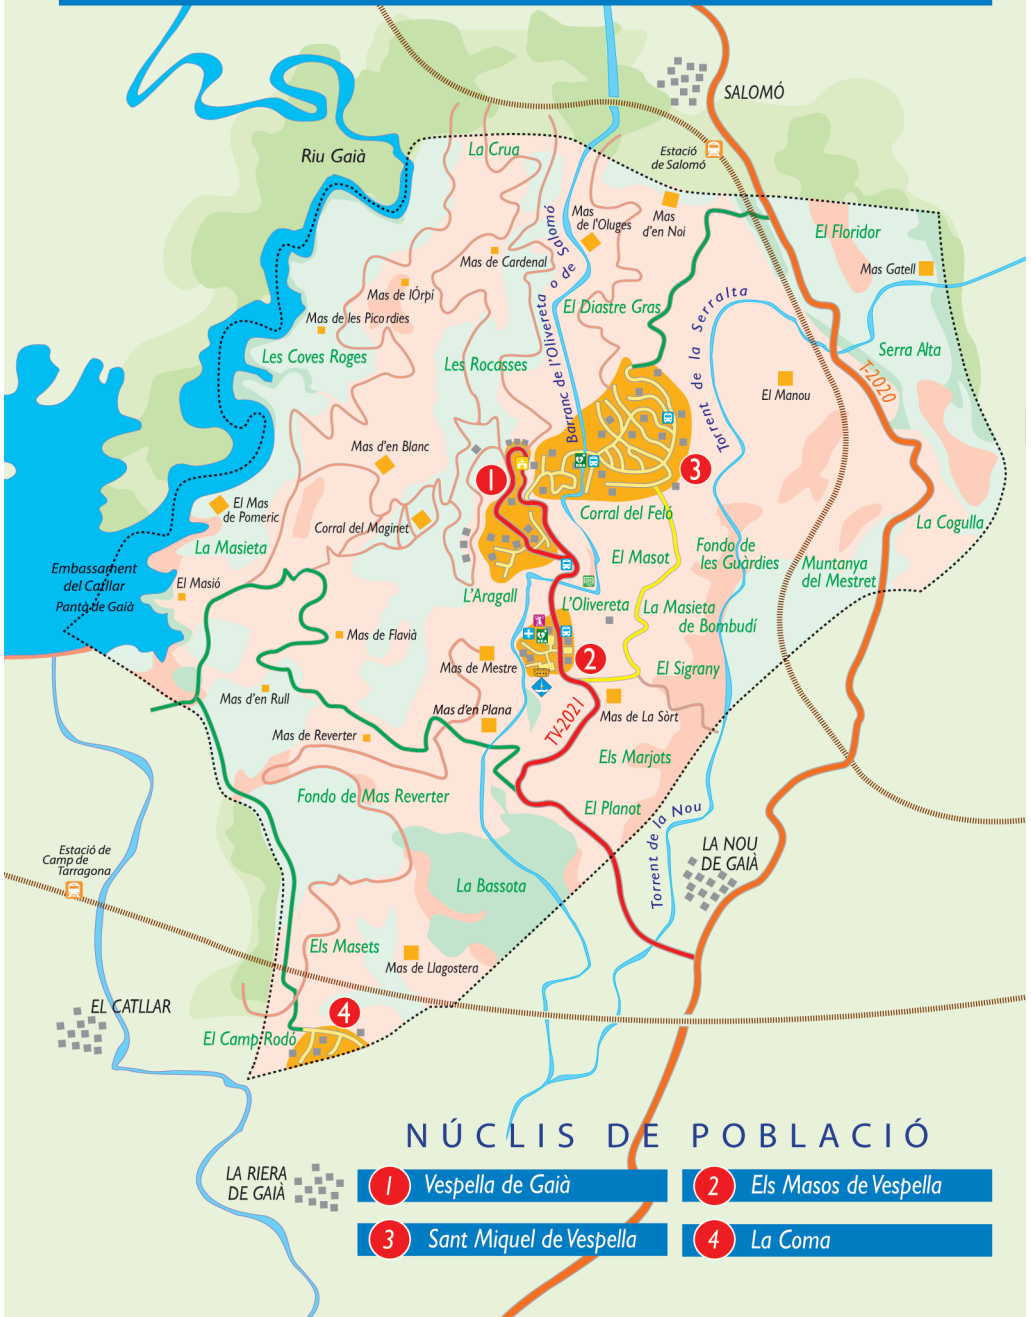 SALOMÓ
Estació
de Salomó
Riu Gaià
La Crua
Mas
de l'Oluges
Mas
d'en Noi
El Floridor
Mas Gatell
Mas de Cardenal
Barranc de l'Olivereta o de Salomó
Mas de lÓrpí
El Diastre Gras
Torrent de la Serralta
Mas de les Picordies
Les Coves Roges
Les Rocasses
Serra Alta
T-2020
El Manou
Mas d'en Blanc
1
3
El Mas
de Pomeric
Corral del Maginet
Corral del Feló
La Cogulla
La Masieta
El Masot
Fondo de
les Guàrdies
Muntanya
del Mestret
Embassament
del Catllar
Pantà de Gaià
El Masió
L'Aragall
L'Olivereta
La Masieta
de Bombudí
Mas de Flavià
Mas de Mestre
2
El Sigrany
Mas d'en Rull
Mas d'en Plana
Mas de La Sòrt
TV-2021
Mas de Reverter
Els Marjots
Fondo de Mas Reverter
El Planot
Torrent de la Nou
LA NOU
DE GAIÀ
Estació de
Camp de
Tarragona
La Bassota
Els Masets
Mas de Llagostera
EL CATLLAR
4
El Camp Rodó
NÚCLIS DE POBLACIÓ
LA RIERA
DE GAIÀ
1 Vespella de Gaià
2 Els Masos de Vespella
3 Sant Miquel de Vespella
4 La Coma